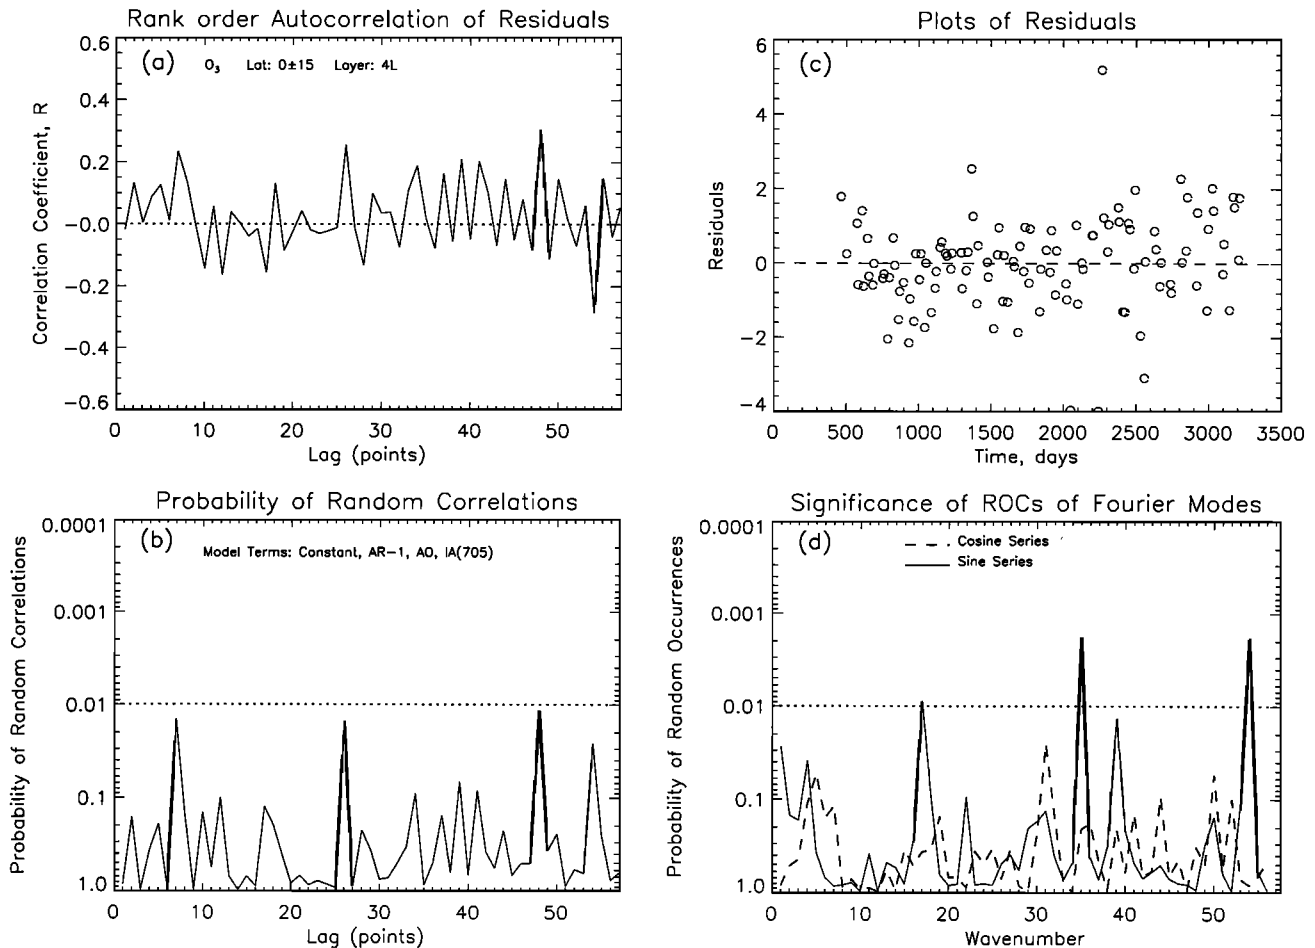 Rank order Autocorrelation of Residuals
(a) O₃ Lat: 0±15 Layer: 4L
Correlation Coefficient, R
0.6
0.4
0.2
-0.0
-0.2
-0.4
-0.6
0 10 20 30 40 50
Lag (points)
Plots of Residuals
(c)
Residuals
6
4
2
0
-2
-4
0 500 1000 1500 2000 2500 3000 3500
Time, days
Probability of Random Correlations
(b) Model Terms: Constant, AR-1, AO, IA(705)
Probability of Random Correlations
0.0001
0.001
0.01
0.1
1.0
0 10 20 30 40 50
Lag (points)
Significance of ROCs of Fourier Modes
(d)
Cosine Series
Sine Series
Probability of Random Occurrences
0.0001
0.001
0.01
0.1
1.0
0 10 20 30 40 50
Wavenumber